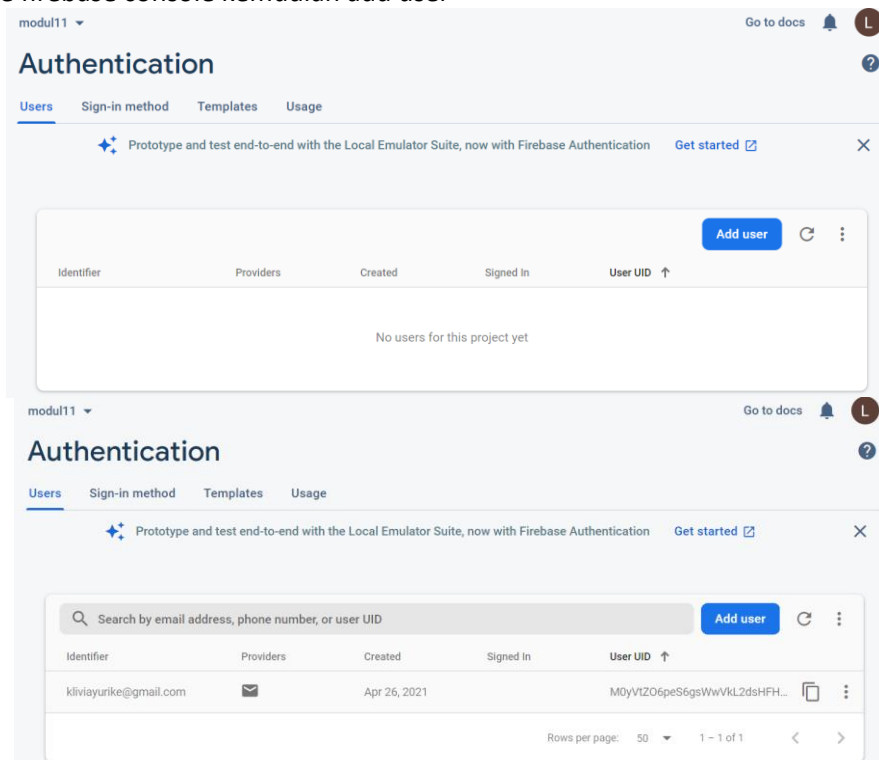 e firebase console kemudian add user
modul11
Go to docs
L
Authentication
Users Sign-in method Templates Usage
Prototype and test end-to-end with the Local Emulator Suite, now with Firebase Authentication Get started
Add user
Identifier Providers Created Signed In User UID
No users for this project yet
modul11
Go to docs
L
Authentication
Users Sign-in method Templates Usage
Prototype and test end-to-end with the Local Emulator Suite, now with Firebase Authentication Get started
Search by email address, phone number, or user UID Add user
Identifier Providers Created Signed In User UID
kliviayurike@gmail.com Apr 26, 2021 M0yVtZO6peS6gsWwVkL2dsHFH...
Rows per page: 50 1 – 1 of 1